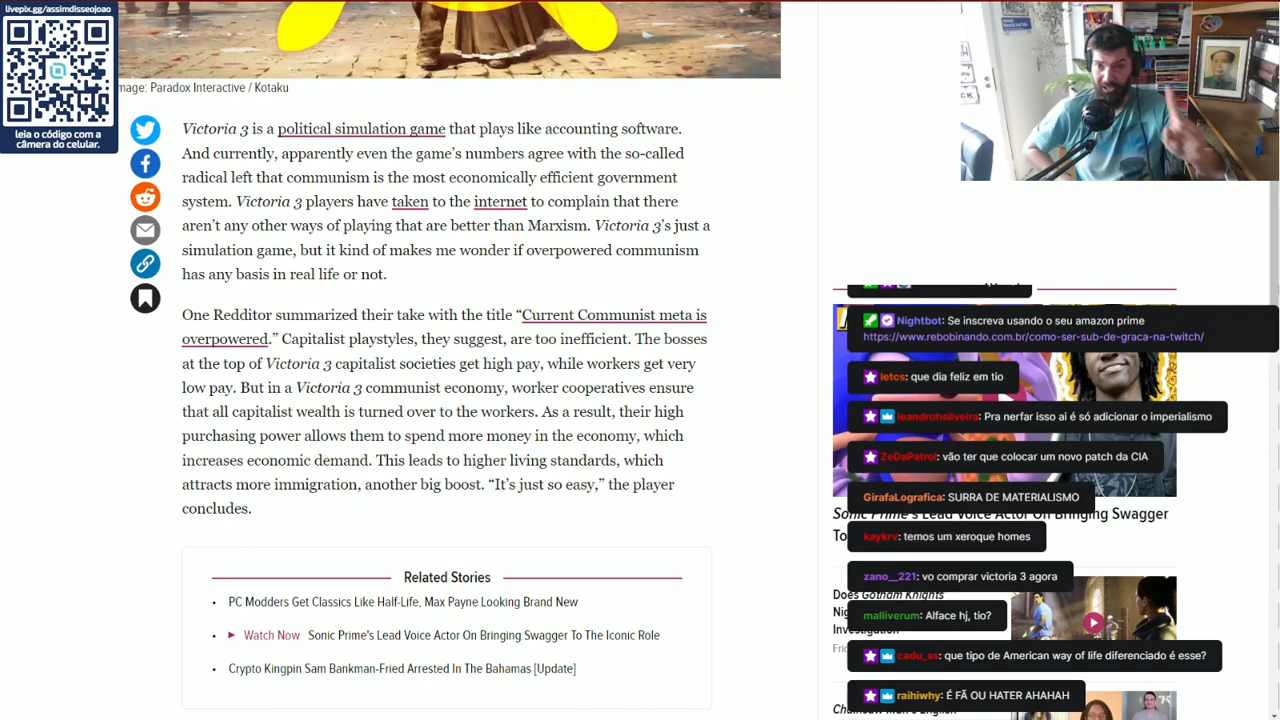 livepix.gg/assimdisseojoao
leia o código com a
câmera do celular.
mage: Paradox Interactive / Kotaku
Victoria 3 is a political simulation game that plays like accounting software.
And currently, apparently even the game's numbers agree with the so-called
radical left that communism is the most economically efficient government
system. Victoria 3 players have taken to the internet to complain that there
aren't any other ways of playing that are better than Marxism. Victoria 3's just a
simulation game, but it kind of makes me wonder if overpowered communism
has any basis in real life or not.
One Redditor summarized their take with the title “Current Communist meta is
overpowered.” Capitalist playstyles, they suggest, are too inefficient. The bosses
at the top of Victoria 3 capitalist societies get high pay, while workers get very
low pay. But in a Victoria 3 communist economy, worker cooperatives ensure
that all capitalist wealth is turned over to the workers. As a result, their high
purchasing power allows them to spend more money in the economy, which
increases economic demand. This leads to higher living standards, which
attracts more immigration, another big boost. “It's just so easy,” the player
concludes.
Related Stories
• PC Modders Get Classics Like Half-Life, Max Payne Looking Brand New
• Watch Now Sonic Prime's Lead Voice Actor On Bringing Swagger To The Iconic Role
• Crypto Kingpin Sam Bankman-Fried Arrested In The Bahamas [Update]
Nightbot: Se inscreva usando o seu amazon prime
https://www.rebobinando.com.br/como-ser-sub-de-graca-na-twitch/
letcs: que dia feliz em tio
leandrohsilveira: Pra nerfar isso ai é só adicionar o imperialismo
ZeDaPatrol: vão ter que colocar um novo patch da CIA
GirafaLografica: SURRA DE MATERIALISMO
Sonic Prime's Lead Voice Actor On Bringing Swagger
To
kaykrv: temos um xeroque homes
zano__221: vo comprar victoria 3 agora
Does Gotham Knights
malliverum: Alface hj, tio?
Investigation
cadu_ss: que tipo de American way of life diferenciado é esse?
raihiwhy: É FÃ OU HATER AHAHAH